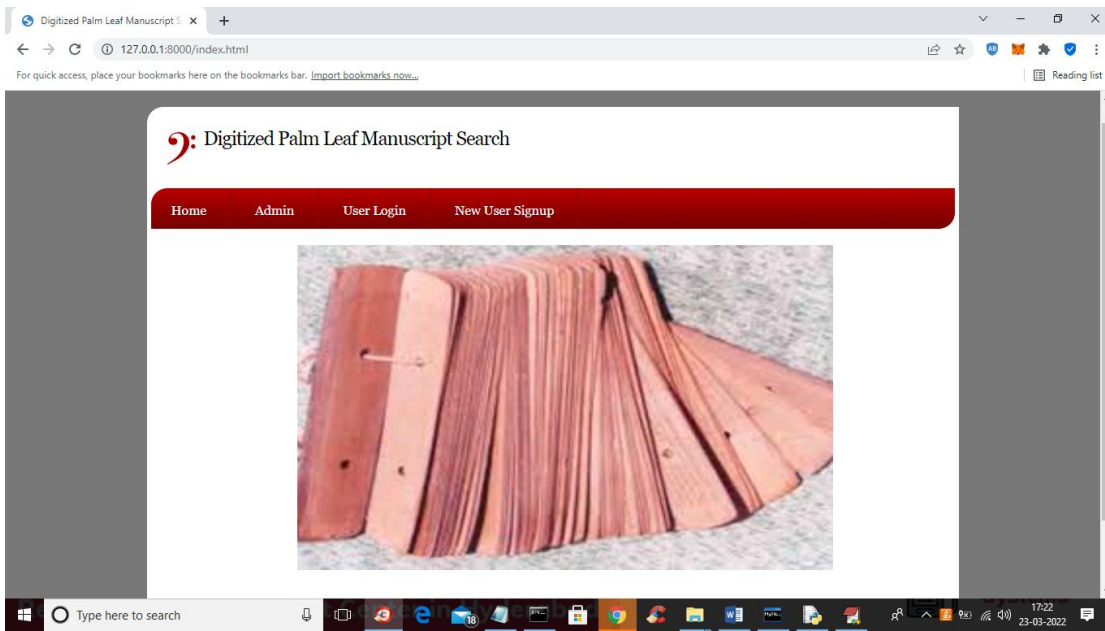 Digitized Palm Leaf Manuscript S
127.0.0.1:8000/index.html
For quick access, place your bookmarks here on the bookmarks bar. Import bookmarks now...
Reading list
Digitized Palm Leaf Manuscript Search
Home Admin User Login New User Signup
Type here to search
18
17:22
23-03-2022